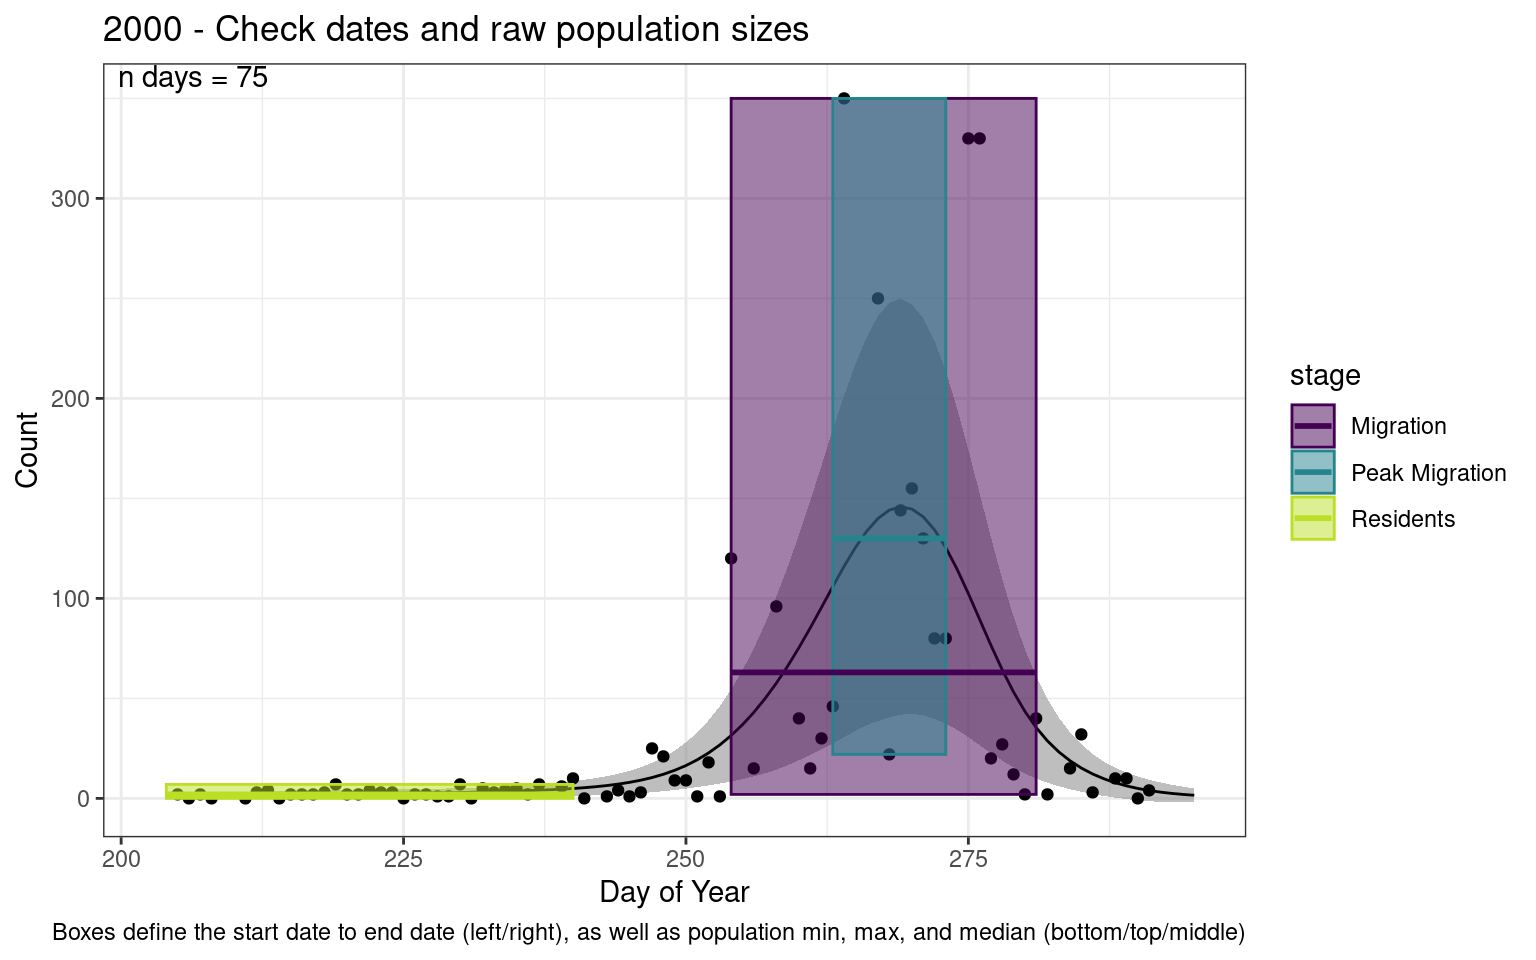 2000 - Check dates and raw population sizes
n days = 75
300
200
100
0
Count
200
225
250
275
Day of Year
stage
Migration
Peak Migration
Residents
Boxes define the start date to end date (left/right), as well as population min, max, and median (bottom/top/middle)